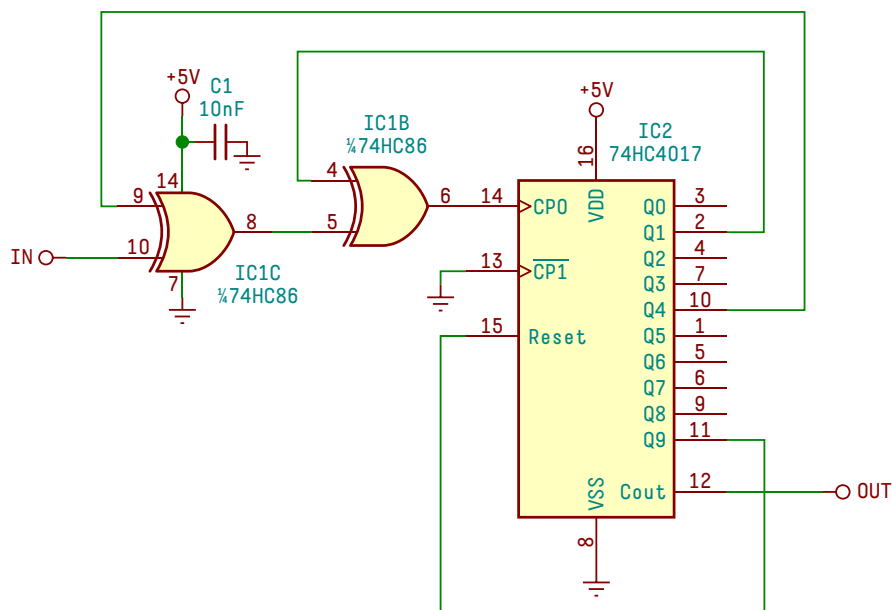 +5V
C1
10nF
14
9
10
8
7
IN
IC1C
¼74HC86
IC1B
¼74HC86
4
5
6
+5V
IC2
74HC4017
16
VDD
14
CP0
13
CP1
15
Reset
Q0
3
Q1
2
Q2
4
Q3
7
Q4
10
Q5
1
Q6
5
Q7
6
Q8
9
Q9
11
Cout
12
OUT
VSS
8